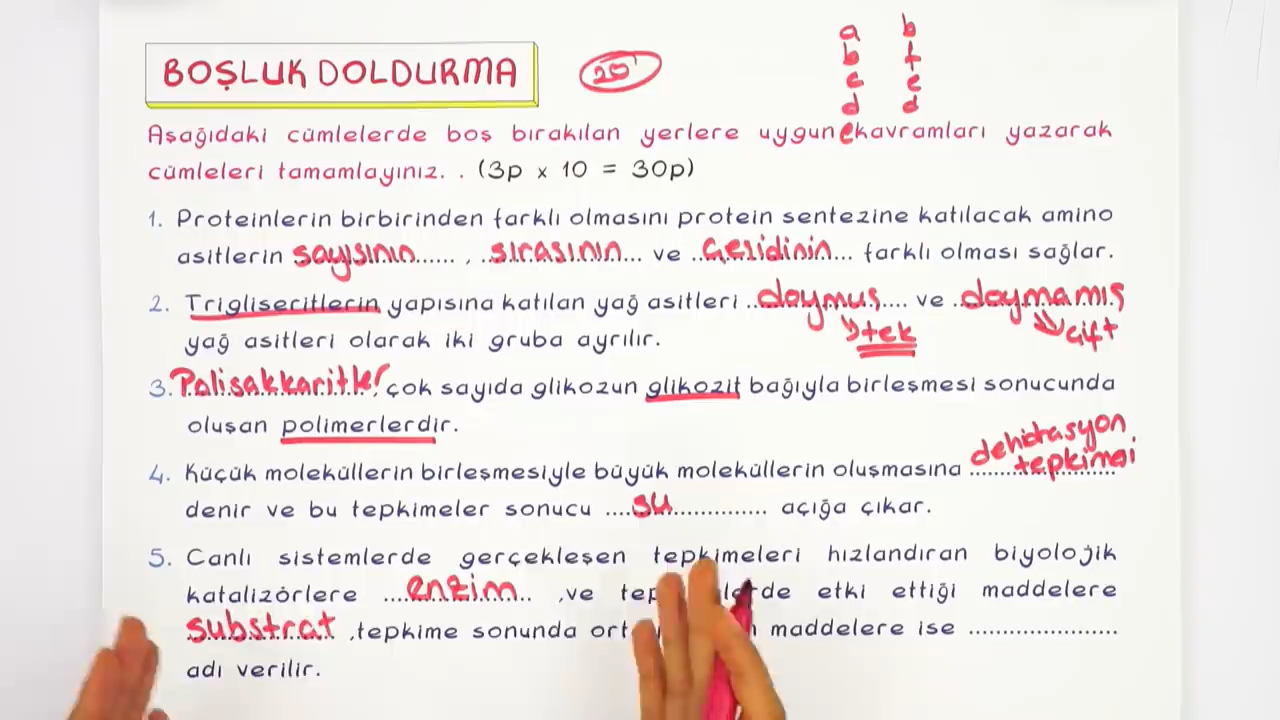 BOŞLUK DOLDURMA
20
a b
b t
c c
d d
e
Aşağıdaki cümlelerde boş bırakılan yerlere uygun kavramları yazarak
cümleleri tamamlayınız. . (3p x 10 = 30p)
1. Proteinlerin birbirinden farklı olmasını protein sentezine katılacak amino
asitlerin sayısının...... , sırasının... ve ..çeşidinin... farklı olması sağlar.
2. Trigliseritlerin yapısına katılan yağ asitleri ..doymuş.... ve ..doymamış
tek çift
yağ asitleri olarak iki gruba ayrılır.
3. Polisakkaritler, çok sayıda glikozun glikozit bağıyla birleşmesi sonucunda
oluşan polimerlerdir.
dehidrasyon
4. Küçük moleküllerin birleşmesiyle büyük moleküllerin oluşmasına ...tepkimesi
denir ve bu tepkimeler sonucu ....su............... açığa çıkar.
5. Canlı sistemlerde gerçekleşen tepkimeleri hızlandıran biyolojik
katalizörlere ...enzim.. ,ve etki ettiği maddelere
substrat ,tepkime sonunda maddelere ise ......................
adı verilir.